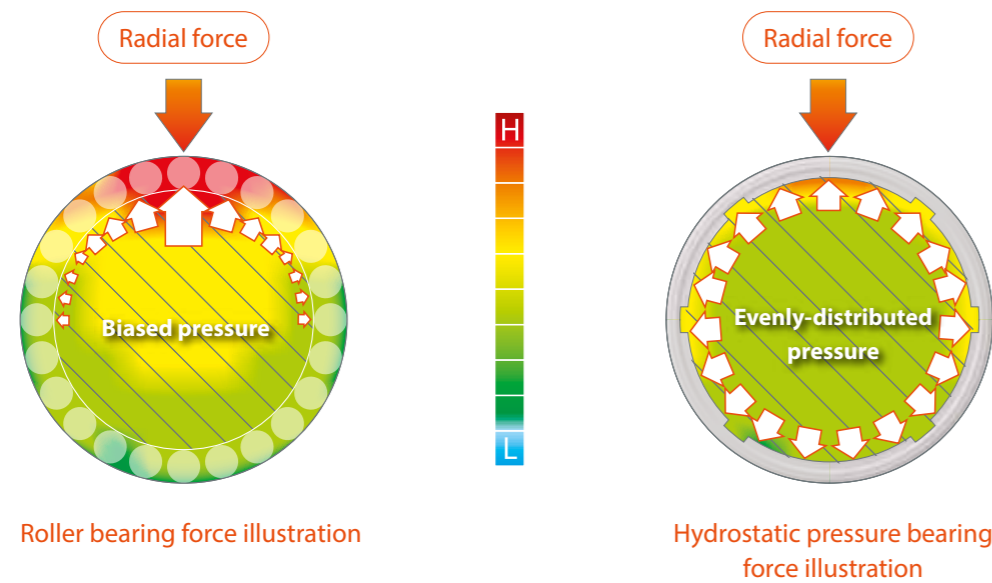 Radial force
Radial force
H
Biased pressure
Evenly-distributed
pressure
L
Roller bearing force illustration
Hydrostatic pressure bearing
force illustration